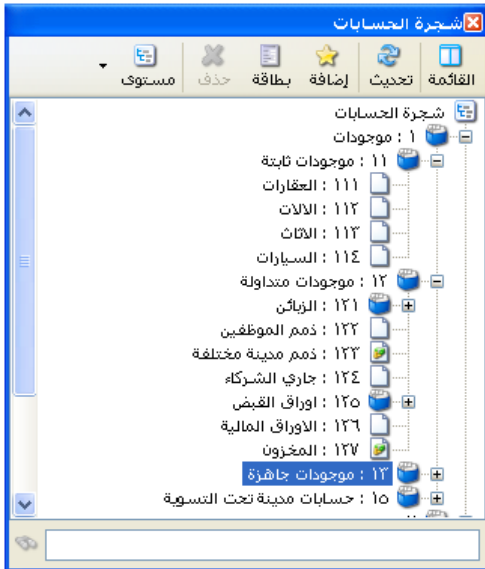 شجرة الحسابات
القائمة تحديث إضافة بطاقة حذف مستوى
شجرة الحسابات
١ : موجودات
١١ : موجودات ثابتة
١١١ : العقارات
١١٢ : الالات
١١٣ : الاثاث
١١٤ : السيارات
١٢ : موجودات متداولة
١٢١ : الزبائن
١٢٢ : ذمم الموظفين
١٢٣ : ذمم مدينة مختلفة
١٢٤ : جاري الشركاء
١٢٥ : اوراق القبض
١٢٦ : الاوراق المالية
١٢٧ : المخزون
١٣ : موجودات جاهزة
١٥ : حسابات مدينة تحت التسوية